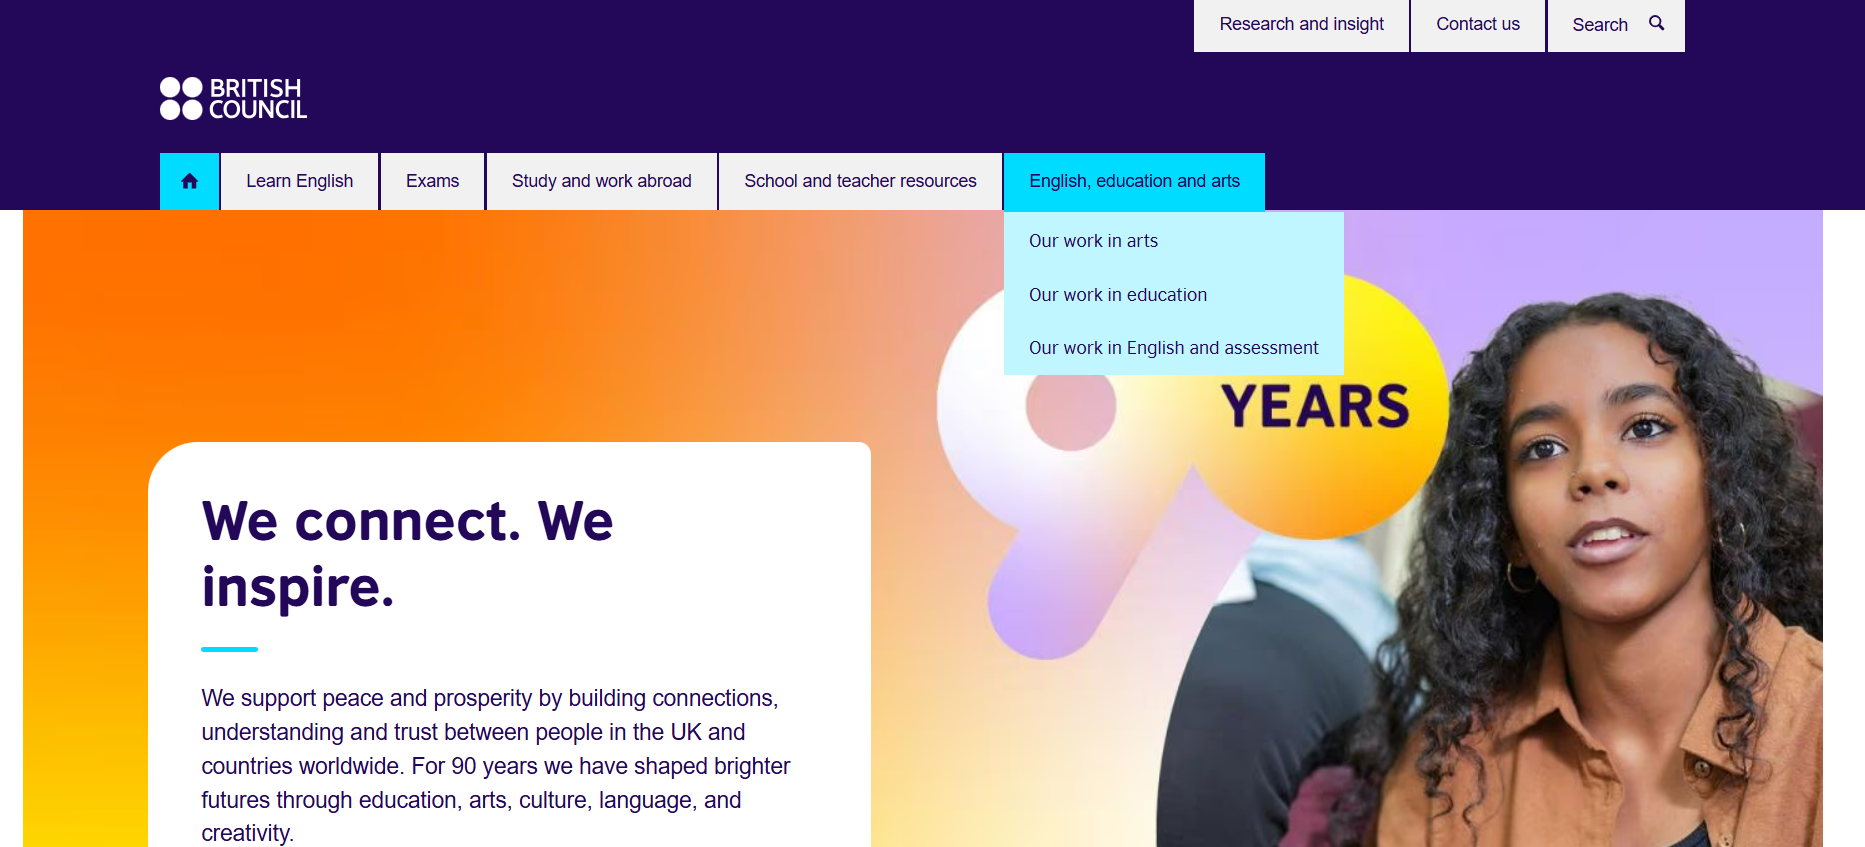 Research and insight
Contact us
Search
BRITISH
COUNCIL
Learn English
Exams
Study and work abroad
School and teacher resources
English, education and arts
Our work in arts
Our work in education
Our work in English and assessment
90
YEARS
We connect. We
inspire.
We support peace and prosperity by building connections,
understanding and trust between people in the UK and
countries worldwide. For 90 years we have shaped brighter
futures through education, arts, culture, language, and
creativity.